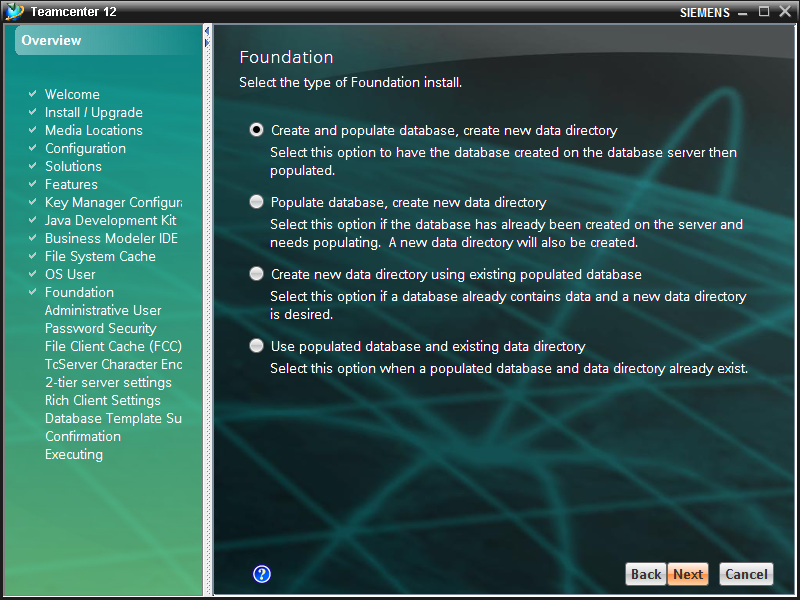 Teamcenter 12
SIEMENS
Overview
Welcome
Install / Upgrade
Media Locations
Configuration
Solutions
Features
Key Manager Configura
Java Development Kit
Business Modeler IDE
File System Cache
OS User
Foundation
Administrative User
Password Security
File Client Cache (FCC)
TcServer Character Enc
2-tier server settings
Rich Client Settings
Database Template Su
Confirmation
Executing
Foundation
Select the type of Foundation install.
Create and populate database, create new data directory
Select this option to have the database created on the database server then
populated.
Populate database, create new data directory
Select this option if the database has already been created on the server and
needs populating. A new data directory will also be created.
Create new data directory using existing populated database
Select this option if a database already contains data and a new data directory
is desired.
Use populated database and existing data directory
Select this option when a populated database and data directory already exist.
?
Back
Next
Cancel